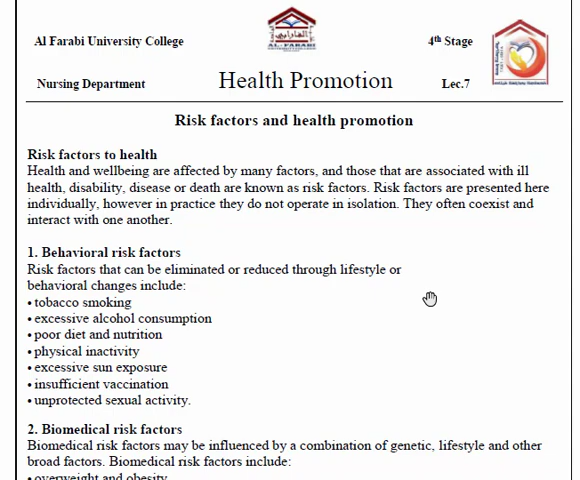 Al Farabi University College
4th Stage
AL-FARABI
Nursing Department
Health Promotion
Lec.7
Risk factors and health promotion
Risk factors to health
Health and wellbeing are affected by many factors, and those that are associated with ill
health, disability, disease or death are known as risk factors. Risk factors are presented here
individually, however in practice they do not operate in isolation. They often coexist and
interact with one another.
1. Behavioral risk factors
Risk factors that can be eliminated or reduced through lifestyle or
behavioral changes include:
• tobacco smoking
• excessive alcohol consumption
• poor diet and nutrition
• physical inactivity
• excessive sun exposure
• insufficient vaccination
• unprotected sexual activity.
2. Biomedical risk factors
Biomedical risk factors may be influenced by a combination of genetic, lifestyle and other
broad factors. Biomedical risk factors include:
• overweight and obesity